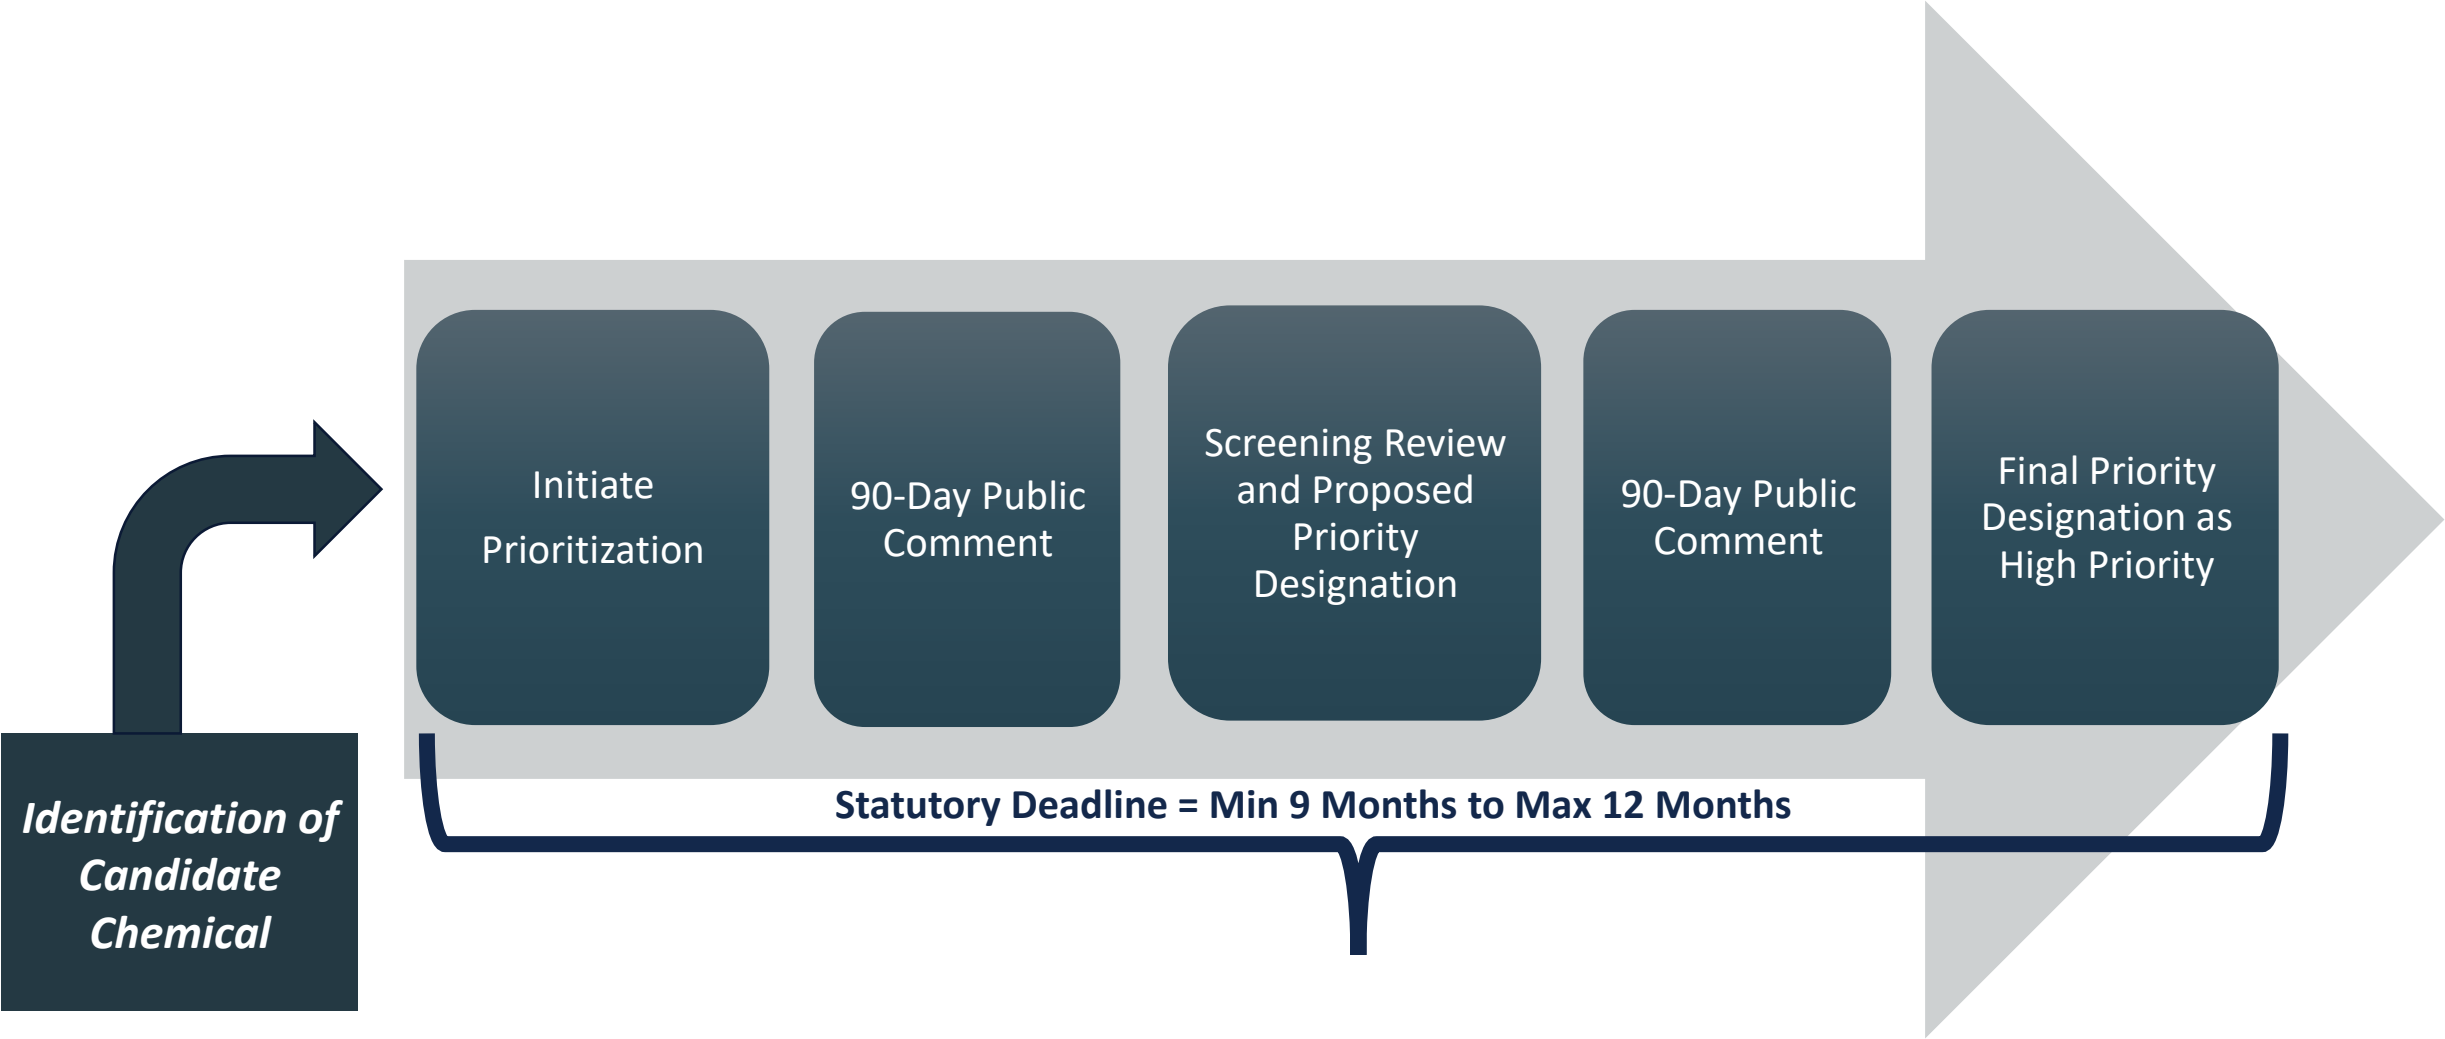 Initiate
Prioritization
90-Day Public
Comment
Screening Review
and Proposed
Priority
Designation
90-Day Public
Comment
Final Priority
Designation as
High Priority
Identification of
Candidate
Chemical
Statutory Deadline = Min 9 Months to Max 12 Months